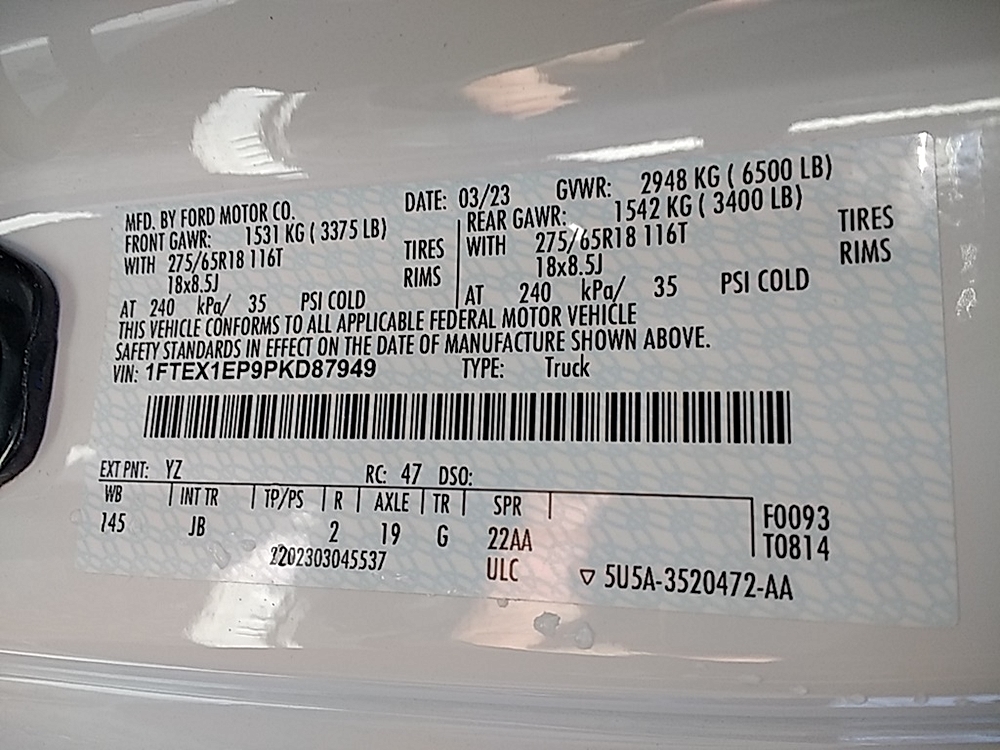 MFD. BY FORD MOTOR CO. DATE: 03/23 GVWR: 2948 KG ( 6500 LB)
FRONT GAWR: 1531 KG ( 3375 LB) REAR GAWR: 1542 KG ( 3400 LB)
WITH 275/65R18 116T TIRES WITH 275/65R18 116T TIRES
18x8.5J RIMS 18x8.5J RIMS
AT 240 kPa/ 35 PSI COLD AT 240 kPa/ 35 PSI COLD
THIS VEHICLE CONFORMS TO ALL APPLICABLE FEDERAL MOTOR VEHICLE
SAFETY STANDARDS IN EFFECT ON THE DATE OF MANUFACTURE SHOWN ABOVE.
VIN: 1FTEX1EP9PKD87949 TYPE: Truck
EXT PNT: YZ RC: 47 DSO:
WB INT TR TP/PS R AXLE TR SPR F0093
145 JB 2 19 G 22AA T0814
2202303045537 ULC 5U5A-3520472-AA